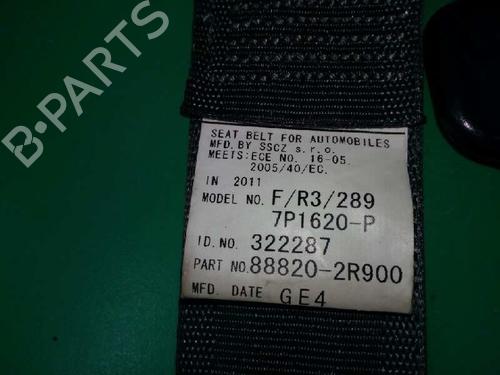 B-PARTS
SEAT BELT FOR AUTOMOBILES
MFD. BY SSCZ s.r.o.
MEETS:ECE NO. 16-05
2005/40/EC.
IN 2011
MODEL NO. F/R3/289
7P1620-P
ID.NO. 322287
PART NO.88820-2R900
MFD. DATE GE4